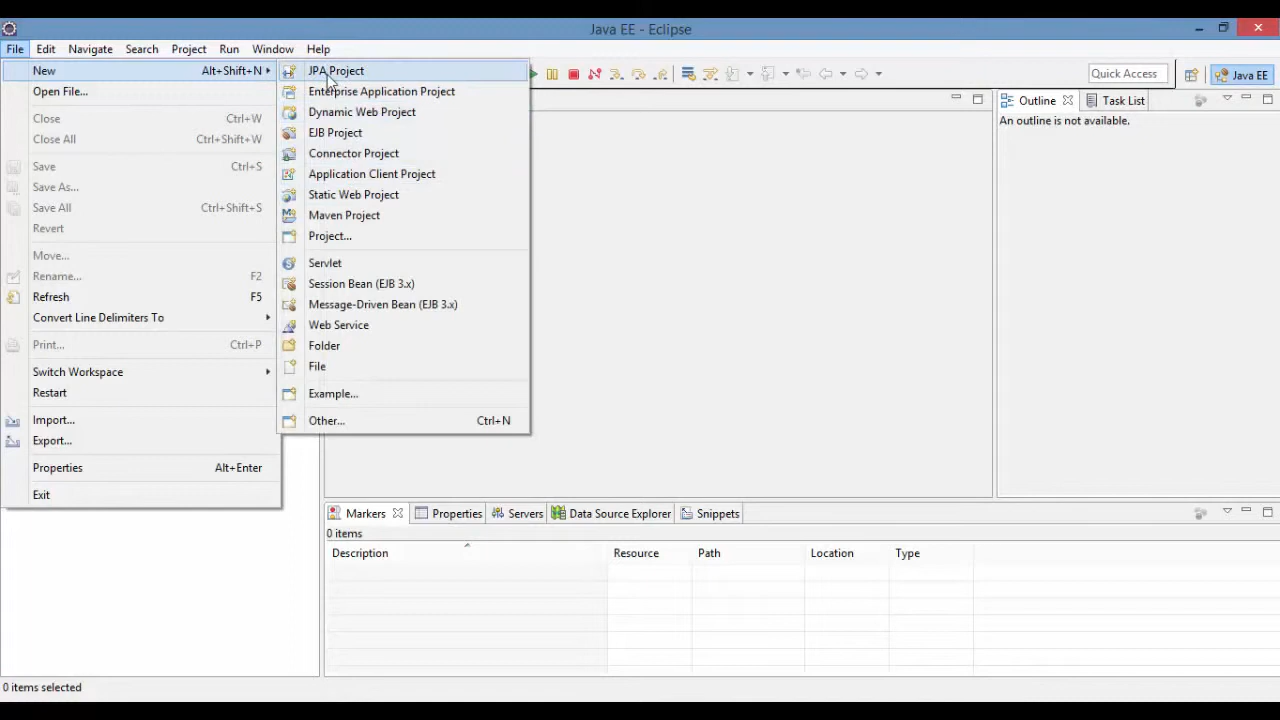 Java EE - Eclipse
File Edit Navigate Search Project Run Window Help
New Alt+Shift+N
Open File...
Close Ctrl+W
Close All Ctrl+Shift+W
Save Ctrl+S
Save As...
Save All Ctrl+Shift+S
Revert
Move...
Rename... F2
Refresh F5
Convert Line Delimiters To
Print... Ctrl+P
Switch Workspace
Restart
Import...
Export...
Properties Alt+Enter
Exit
JPA Project
Enterprise Application Project
Dynamic Web Project
EJB Project
Connector Project
Application Client Project
Static Web Project
Maven Project
Project...
Servlet
Session Bean (EJB 3.x)
Message-Driven Bean (EJB 3.x)
Web Service
Folder
File
Example...
Other... Ctrl+N
Quick Access Java EE
Outline Task List
An outline is not available.
Markers Properties Servers Data Source Explorer Snippets
0 items
Description Resource Path Location Type
0 items selected